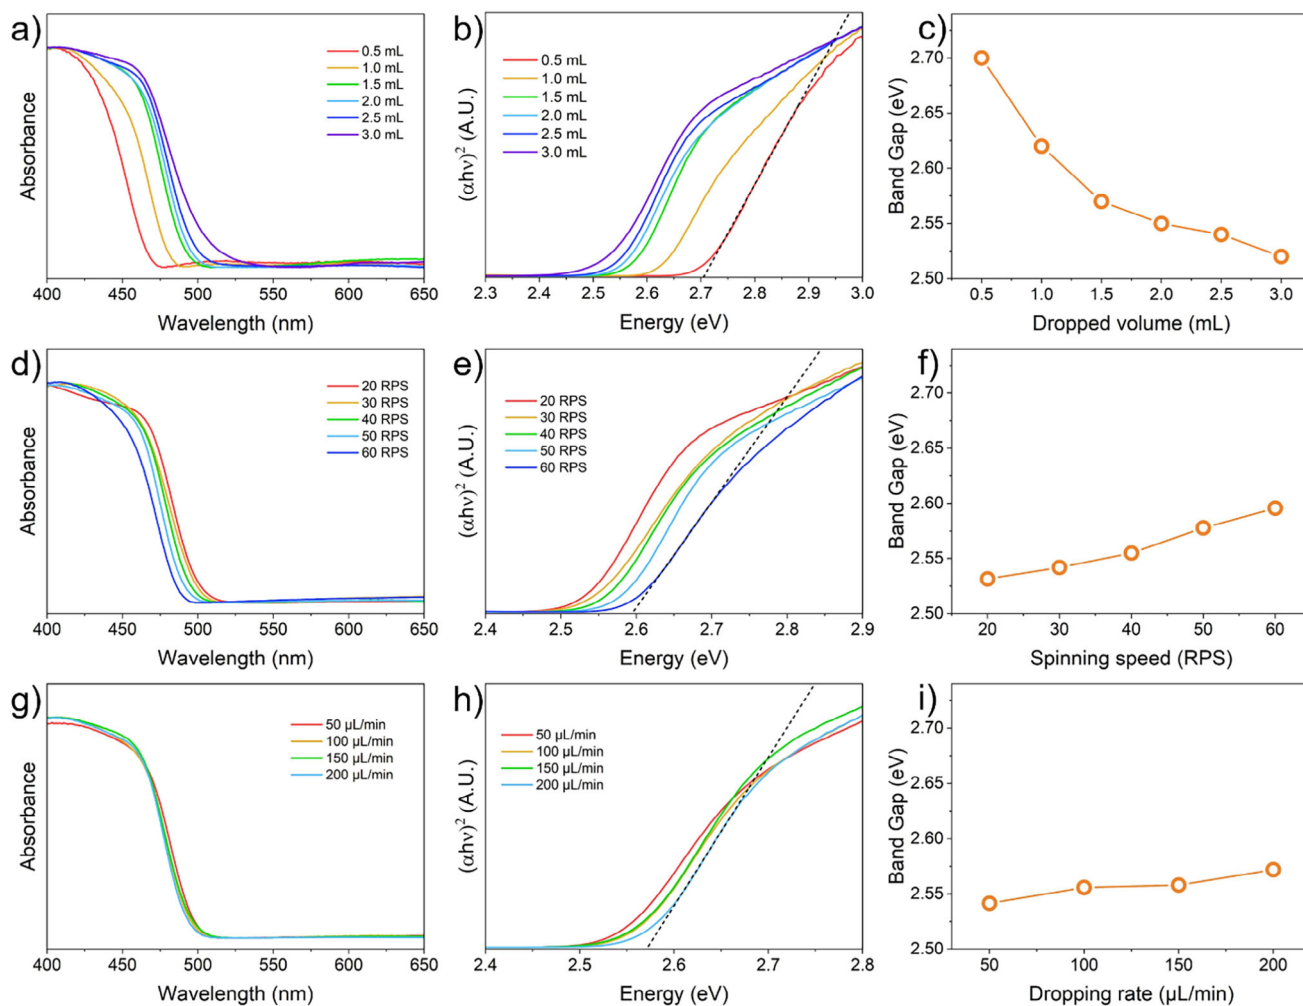 a)
Absorbance
0.5 mL
1.0 mL
1.5 mL
2.0 mL
2.5 mL
3.0 mL
400 450 500 550 600 650
Wavelength (nm)
b)
(αhν)² (A.U.)
0.5 mL
1.0 mL
1.5 mL
2.0 mL
2.5 mL
3.0 mL
2.3 2.4 2.5 2.6 2.7 2.8 2.9 3.0
Energy (eV)
c)
Band Gap (eV)
2.70
2.65
2.60
2.55
2.50
0.5 1.0 1.5 2.0 2.5 3.0
Dropped volume (mL)
d)
Absorbance
20 RPS
30 RPS
40 RPS
50 RPS
60 RPS
400 450 500 550 600 650
Wavelength (nm)
e)
(αhν)² (A.U.)
20 RPS
30 RPS
40 RPS
50 RPS
60 RPS
2.4 2.5 2.6 2.7 2.8 2.9
Energy (eV)
f)
Band Gap (eV)
2.70
2.65
2.60
2.55
2.50
20 30 40 50 60
Spinning speed (RPS)
g)
Absorbance
50 µL/min
100 µL/min
150 µL/min
200 µL/min
400 450 500 550 600 650
Wavelength (nm)
h)
(αhν)² (A.U.)
50 µL/min
100 µL/min
150 µL/min
200 µL/min
2.4 2.5 2.6 2.7 2.8
Energy (eV)
i)
Band Gap (eV)
2.70
2.65
2.60
2.55
2.50
50 100 150 200
Dropping rate (µL/min)